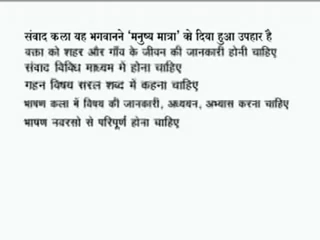 संवाद कला यह भगवानने 'मनुष्य मात्रा' को दिया हुआ उपहार है
वक्ता को शहर और गाँव के जीवन की जानकारी होनी चाहिए
संवाद विविधि माध्यम में होना चाहिए
गहन विषय सरल शब्द में कहना चाहिए
भाषण कला में विषय की जानकारी, अध्ययन, अभ्यास करना चाहिए
भाषण नवरसो से परिपूर्ण होना चाहिए